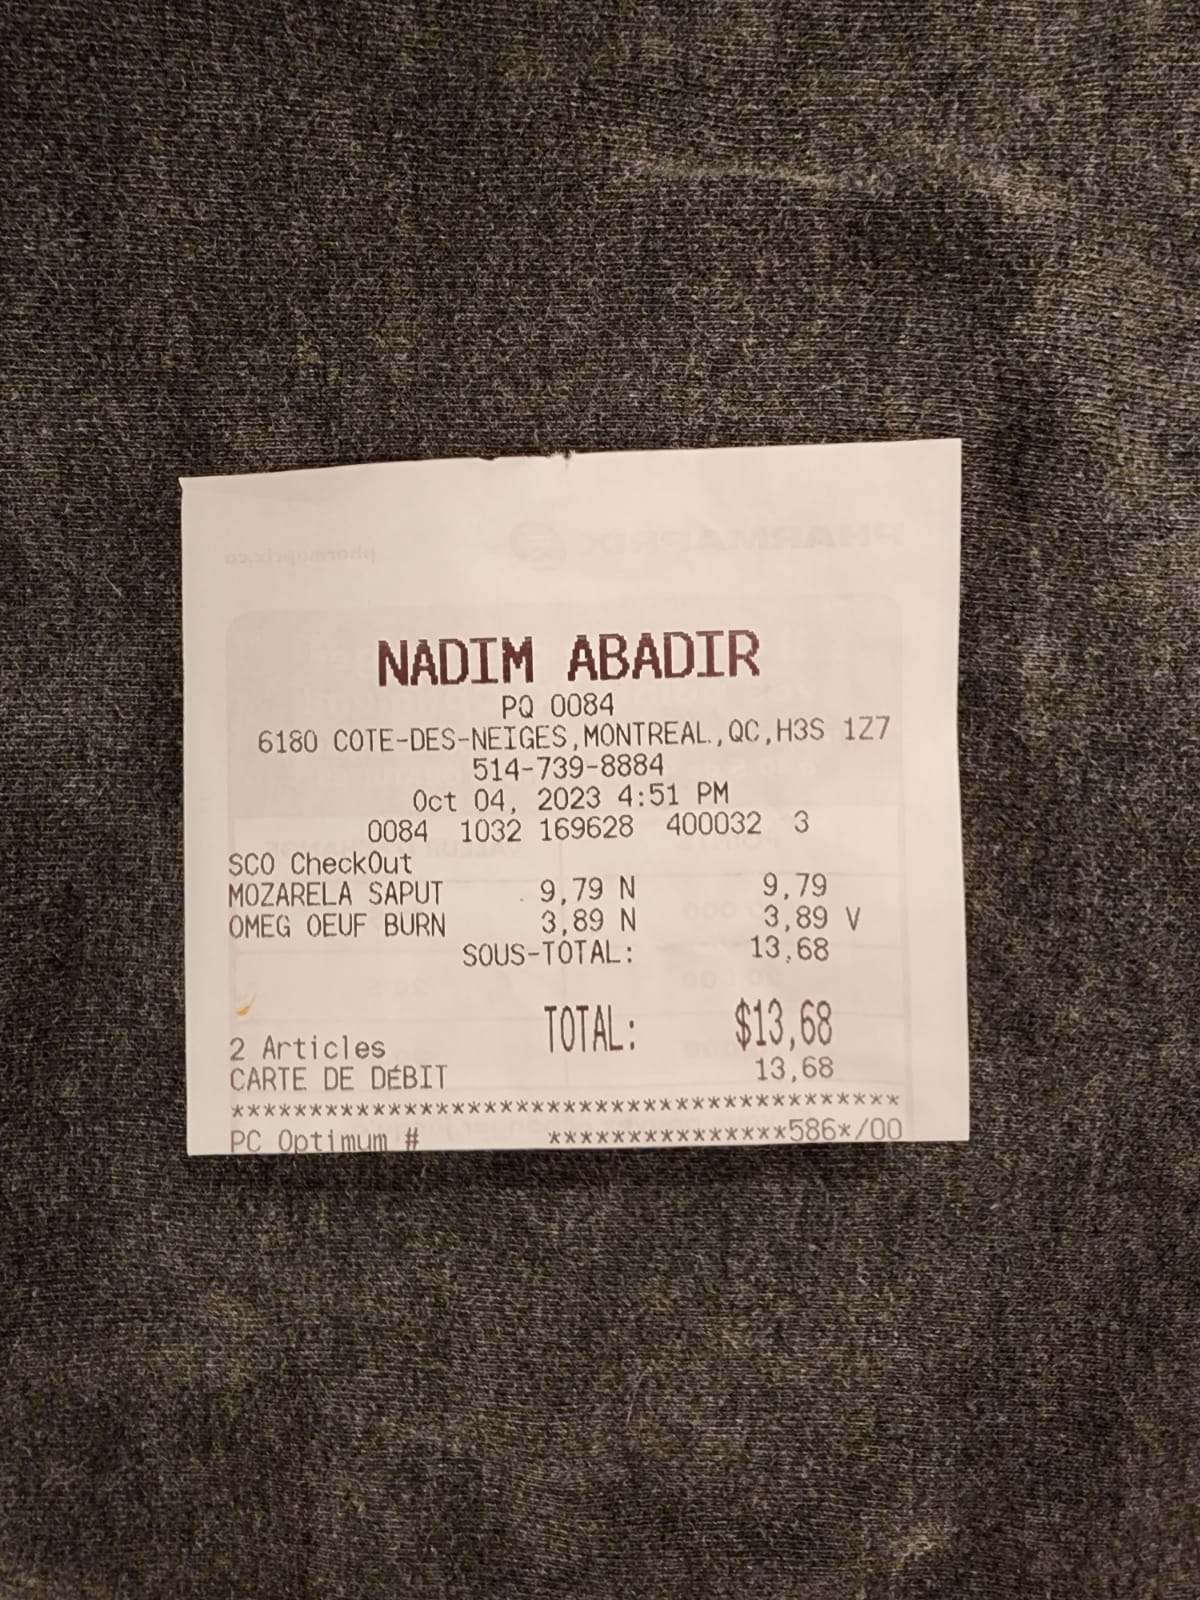 NADIM ABADIR
PQ 0084
6180 COTE-DES-NEIGES,MONTREAL,QC,H3S 1Z7
514-739-8884
Oct 04, 2023 4:51 PM
0084 1032 169628 400032 3
SCO CheckOut
MOZARELA SAPUT 9,79 N 9,79
OMEG OEUF BURN 3,89 N 3,89 V
SOUS-TOTAL: 13,68
TOTAL: $13,68
2 Articles
CARTE DE DÉBIT 13,68
*******************************************
PC Optimum # ***************586*/00
PHARMAPRIX
pharmaprix.ca